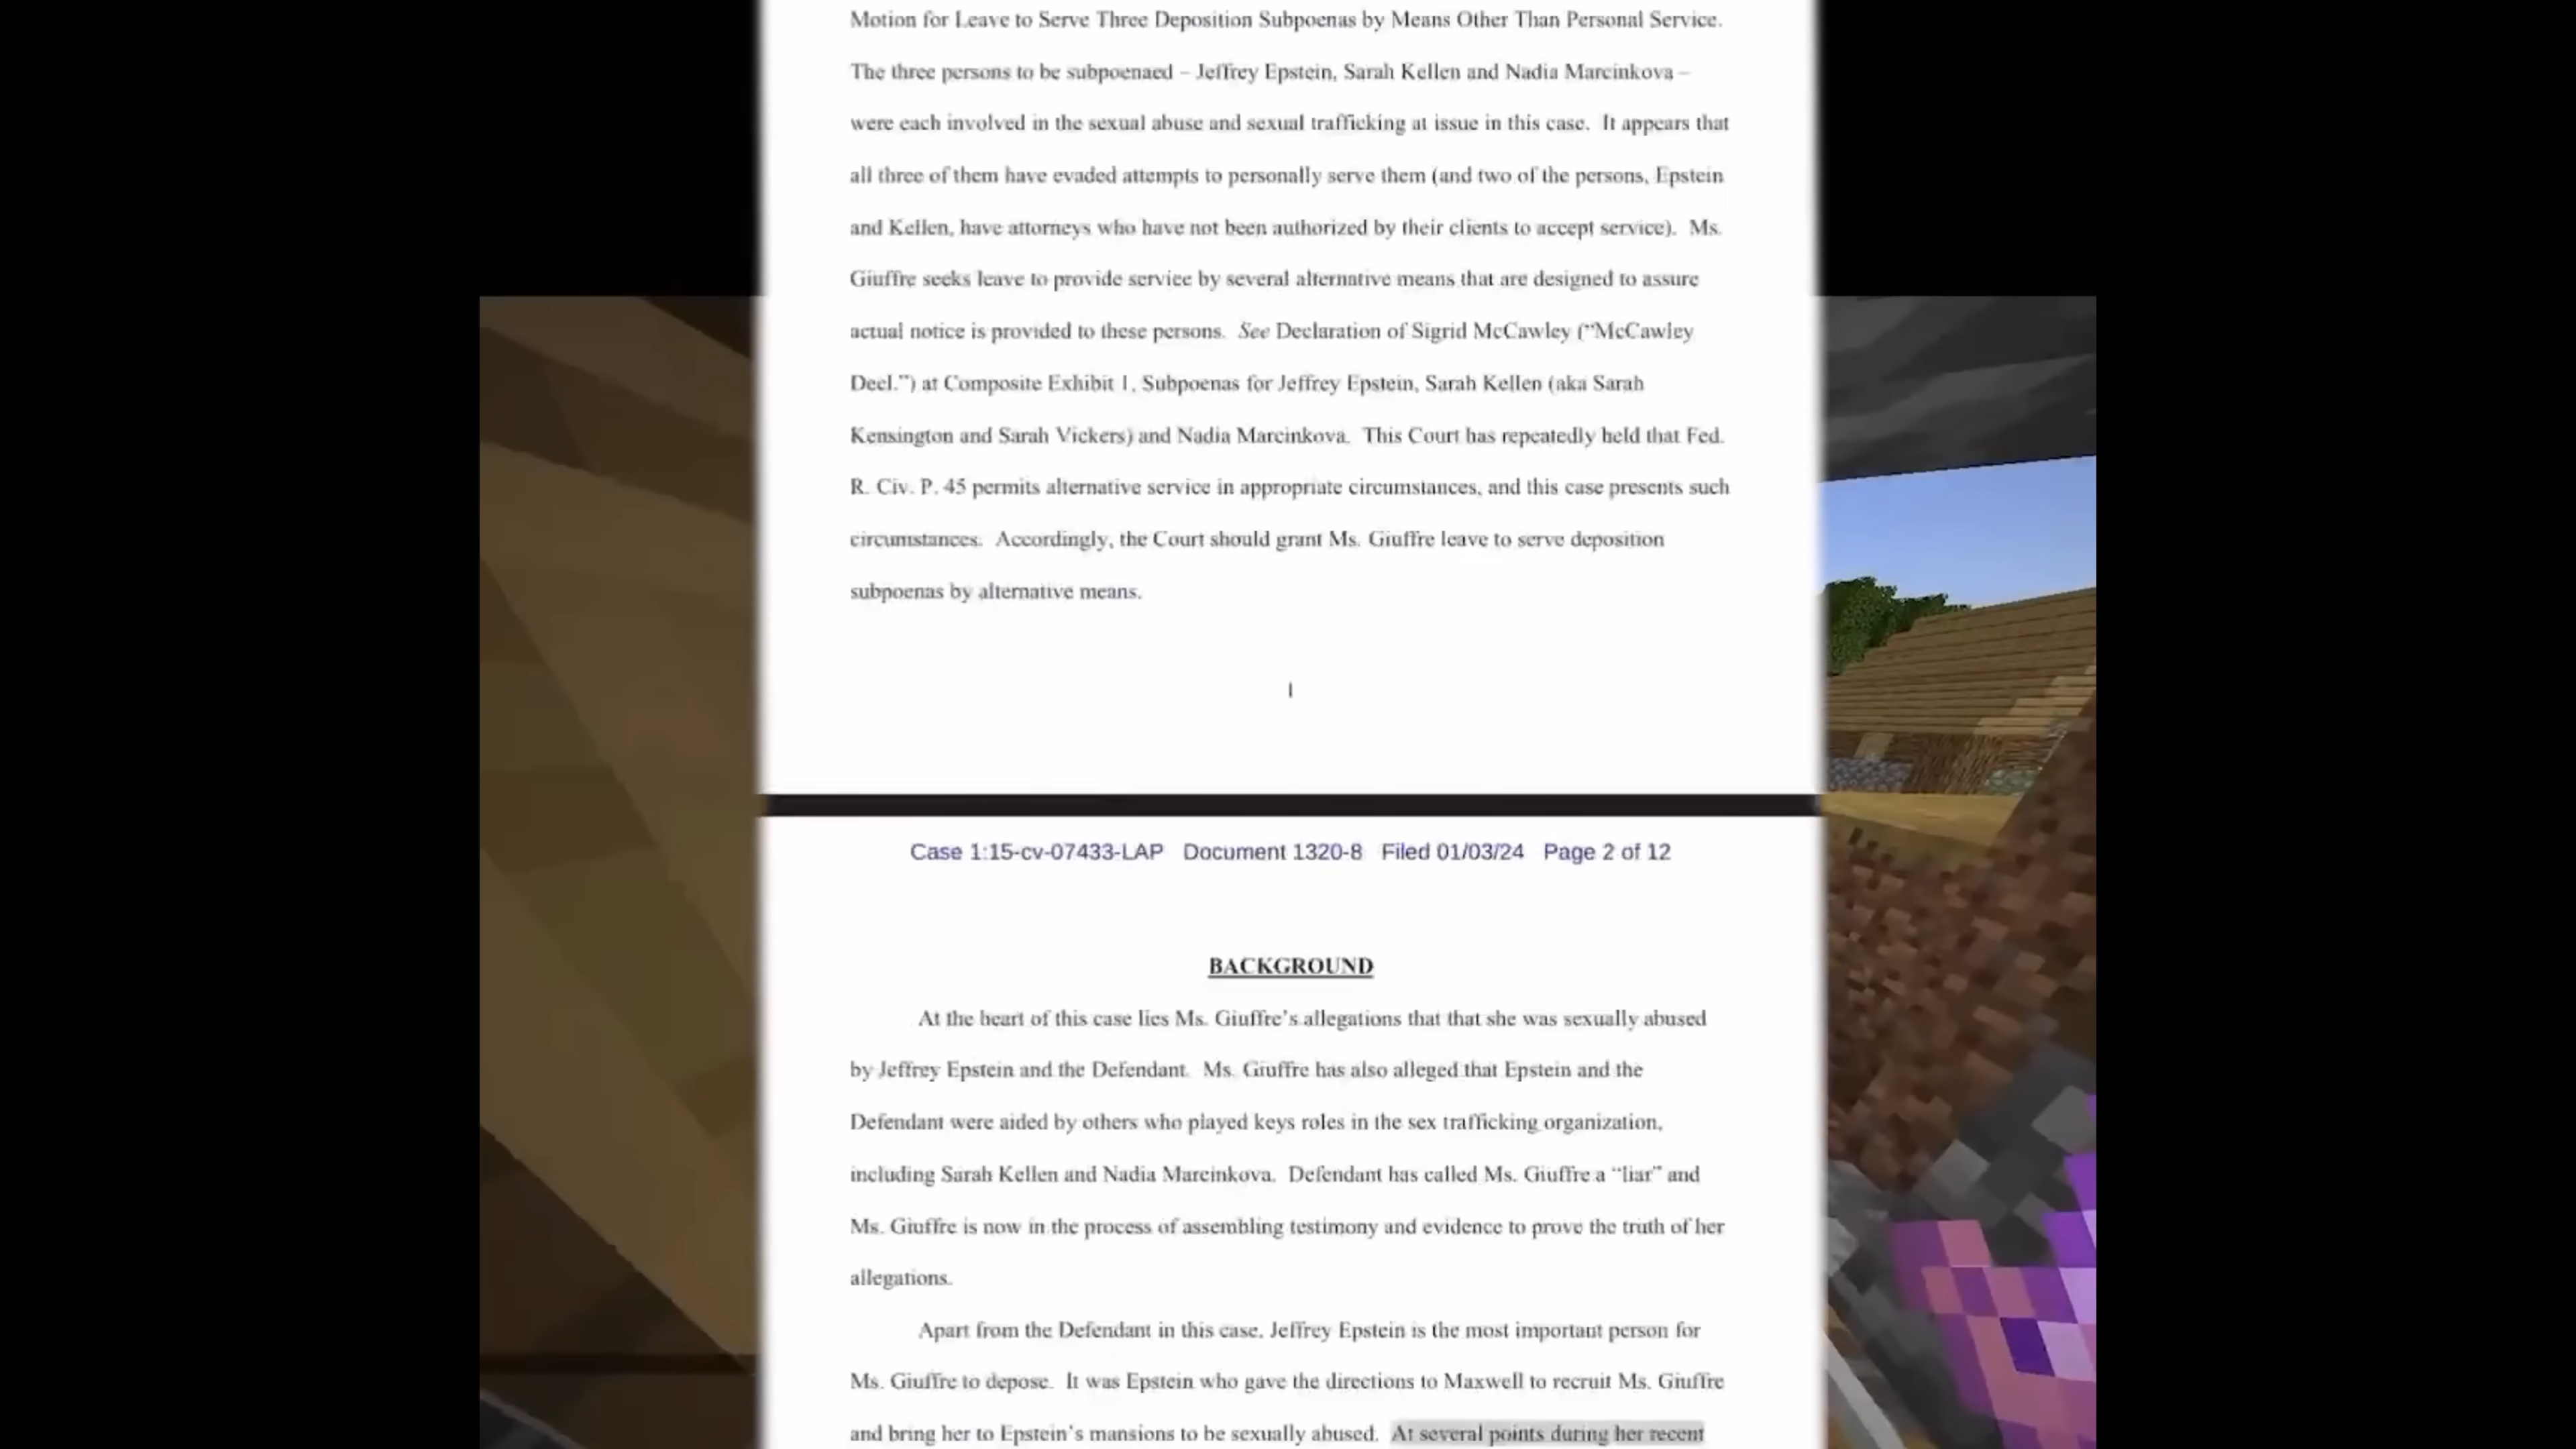 Motion for Leave to Serve Three Deposition Subpoenas by Means Other Than Personal Service.
The three persons to be subpoenaed – Jeffrey Epstein, Sarah Kellen and Nadia Marcinkova –
were each involved in the sexual abuse and sexual trafficking at issue in this case. It appears that
all three of them have evaded attempts to personally serve them (and two of the persons, Epstein
and Kellen, have attorneys who have not been authorized by their clients to accept service). Ms.
Giuffre seeks leave to provide service by several alternative means that are designed to assure
actual notice is provided to these persons. See Declaration of Sigrid McCawley (“McCawley
Decl.”) at Composite Exhibit 1, Subpoenas for Jeffrey Epstein, Sarah Kellen (aka Sarah
Kensington and Sarah Vickers) and Nadia Marcinkova. This Court has repeatedly held that Fed.
R. Civ. P. 45 permits alternative service in appropriate circumstances, and this case presents such
circumstances. Accordingly, the Court should grant Ms. Giuffre leave to serve deposition
subpoenas by alternative means.
1
Case 1:15-cv-07433-LAP Document 1320-8 Filed 01/03/24 Page 2 of 12
BACKGROUND
At the heart of this case lies Ms. Giuffre’s allegations that that she was sexually abused
by Jeffrey Epstein and the Defendant. Ms. Giuffre has also alleged that Epstein and the
Defendant were aided by others who played keys roles in the sex trafficking organization,
including Sarah Kellen and Nadia Marcinkova. Defendant has called Ms. Giuffre a “liar” and
Ms. Giuffre is now in the process of assembling testimony and evidence to prove the truth of her
allegations.
Apart from the Defendant in this case, Jeffrey Epstein is the most important person for
Ms. Giuffre to depose. It was Epstein who gave the directions to Maxwell to recruit Ms. Giuffre
and bring her to Epstein’s mansions to be sexually abused. At several points during her recent